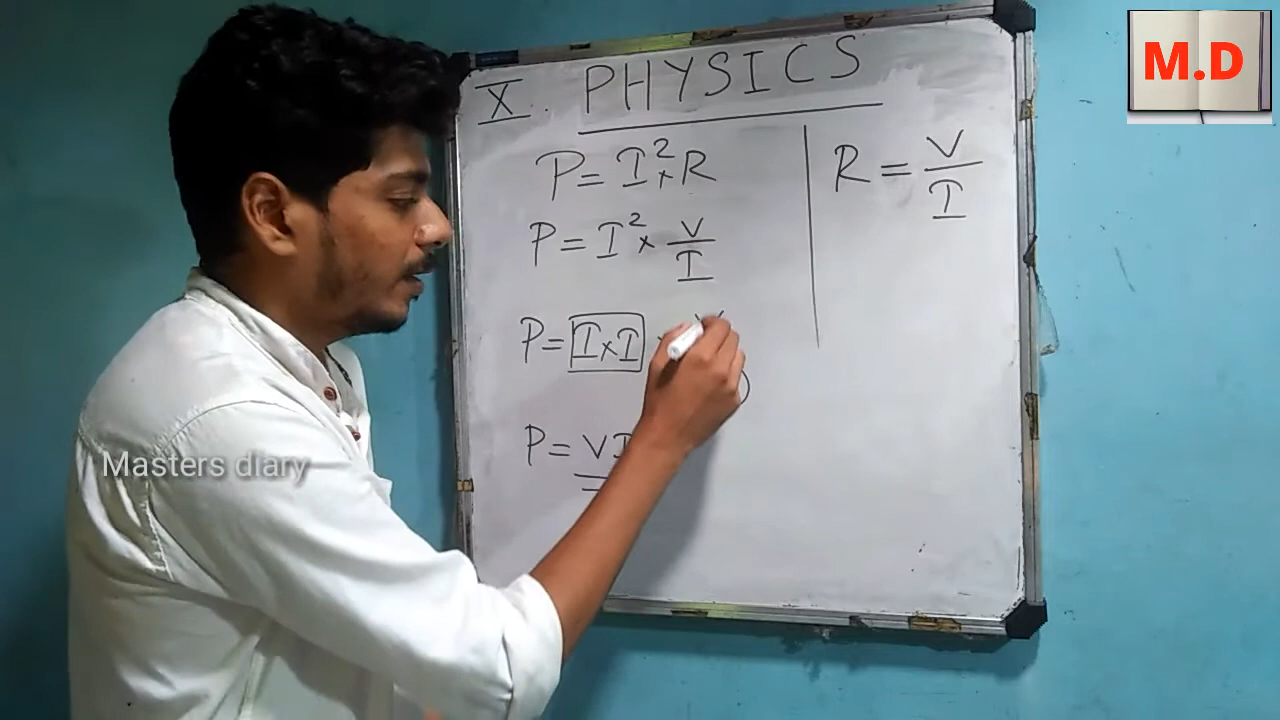 M.D
X. PHYSICS
P = I² × R
R = V/I
P = I² × V/I
P = I × I
P = VI
Masters diary